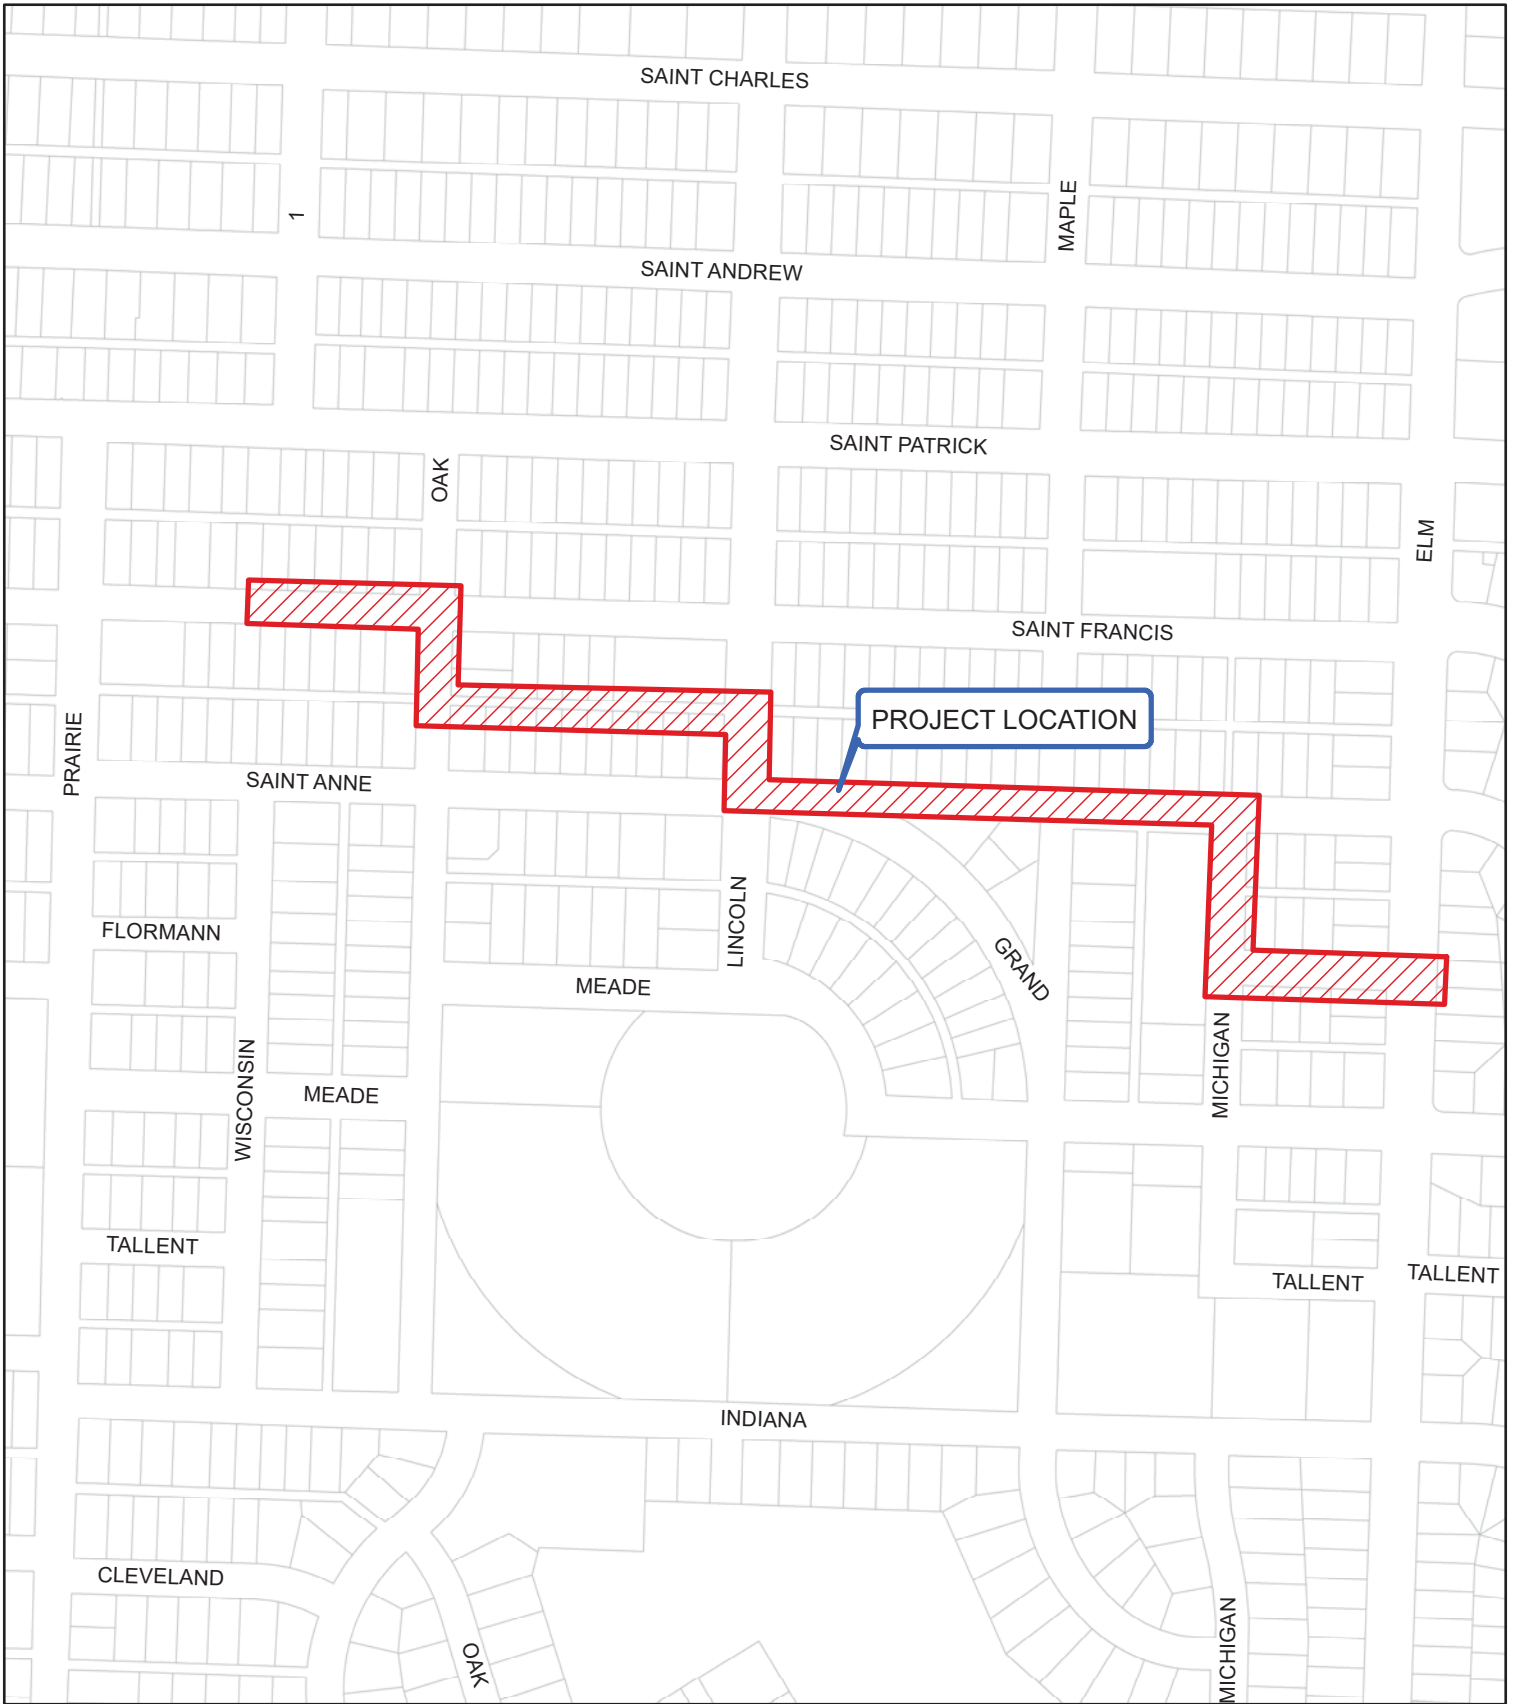 SAINT CHARLES
MAPLE
1
SAINT ANDREW
SAINT PATRICK
OAK
ELM
SAINT FRANCIS
PROJECT LOCATION
PRAIRIE
SAINT ANNE
LINCOLN
FLORMANN
GRAND
MEADE
MICHIGAN
WISCONSIN
MEADE
TALLENT
TALLENT
TALLENT
INDIANA
CLEVELAND
OAK
MICHIGAN